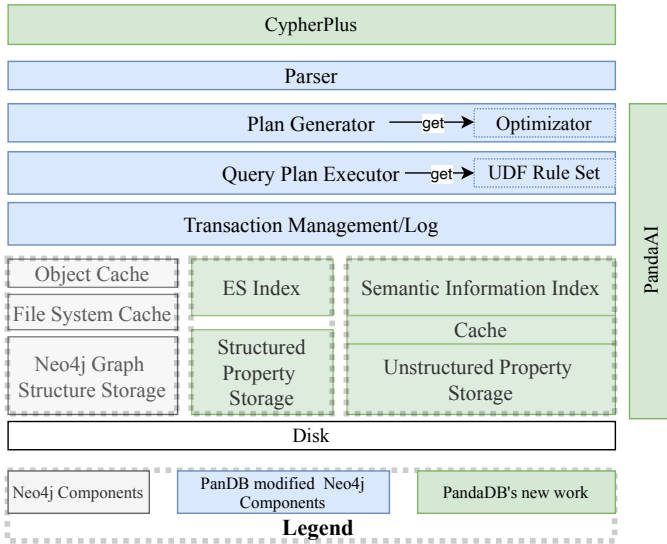 CypherPlus
Parser
Plan Generator get Optimizator
Query Plan Executor get UDF Rule Set
Transaction Management/Log
PandaAI
Object Cache
File System Cache
Neo4j Graph
Structure Storage
ES Index
Structured
Property
Storage
Semantic Information Index
Cache
Unstructured Property
Storage
Disk
Neo4j Components
PanDB modified Neo4j
Components
PandaDB's new work
Legend